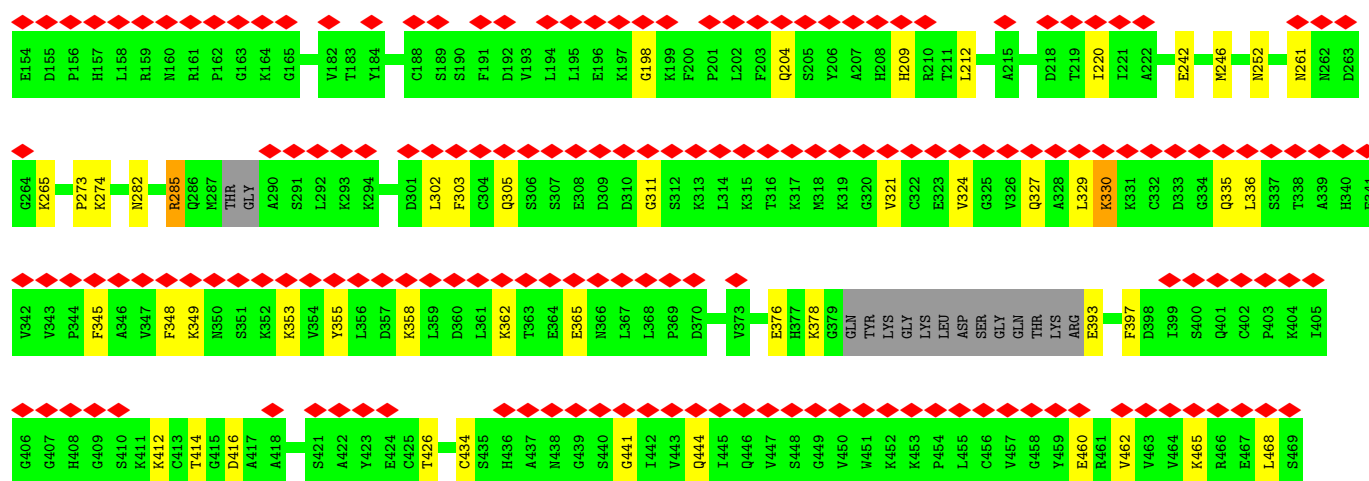 E154 D155 P156 H157 L158 R159 N160 R161 P162 G163 K164 G165 V182 T183 Y184 C188 S189 S190 F191 D192 V193 L194 L195 E196 K197 G198 K199 F200 P201 L202 F203 Q204 S205 Y206 A207 H208 H209 R210 T211 L212 A215 D218 T219 I220 I221 A222 E242 M246 N252 N261 N262 D263
G264 K265 P273 K274 N282 R285 Q286 M287 THR GLY A290 S291 L292 K293 K294 D301 L302 F303 C304 Q305 S306 S307 E308 D309 D310 G311 S312 K313 L314 K315 T316 K317 M318 K319 G320 V321 C322 E323 V324 G325 V326 Q327 A328 L329 K330 K331 C332 D333 G334 Q335 L336 S337 T338 A339 H340
V342 V343 P344 F345 A346 V347 F348 K349 N350 S351 K352 K353 V354 Y355 L356 D357 K358 L359 D360 L361 K362 T363 E364 E365 N366 L367 L368 P369 D370 V373 E376 H377 K378 G379 GLN TYR LYS GLY LYS LEU ASP SER GLY GLN THR LYS ARG E393 F397 D398 I399 S400 Q401 C402 P403 K404 I405
G406 G407 H408 G409 S410 K411 K412 C413 T414 G415 D416 A417 A418 S421 A422 Y423 E424 C425 T426 C434 S435 H436 A437 N438 G439 S440 G441 I442 V443 Q444 I445 Q446 V447 S448 G449 V450 W451 K452 K453 P454 L455 C456 V457 G458 Y459 E460 R461 V462 V463 V464 K465 R466 E467 L468 S469